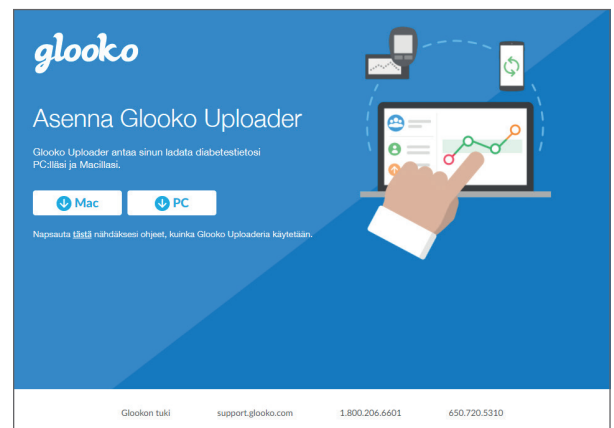 glooko
Asenna Glooko Uploader
Glooko Uploader antaa sinun ladata diabetestietosi
PC:lläsi ja Macillasi.
Mac PC
Napsauta tästä nähdäksesi ohjeet, kuinka Glooko Uploaderia käytetään.
Glookon tuki support.glooko.com 1.800.206.6601 650.720.5310